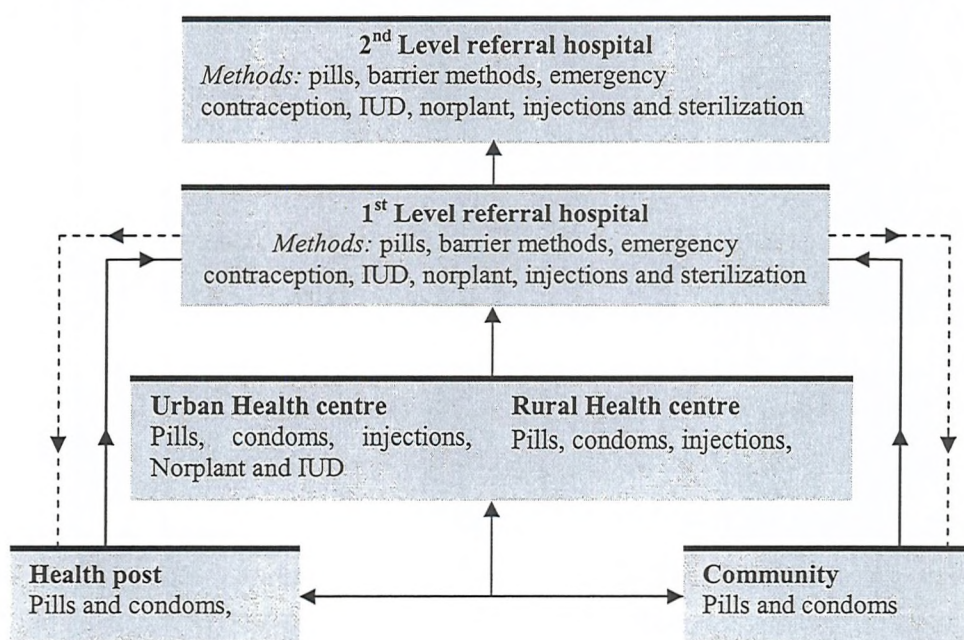 2nd Level referral hospital
Methods: pills, barrier methods, emergency
contraception, IUD, norplant, injections and sterilization
1st Level referral hospital
Methods: pills, barrier methods, emergency
contraception, IUD, norplant, injections and sterilization
Urban Health centre
Pills, condoms, injections,
Norplant and IUD
Rural Health centre
Pills, condoms, injections,
Health post
Pills and condoms,
Community
Pills and condoms